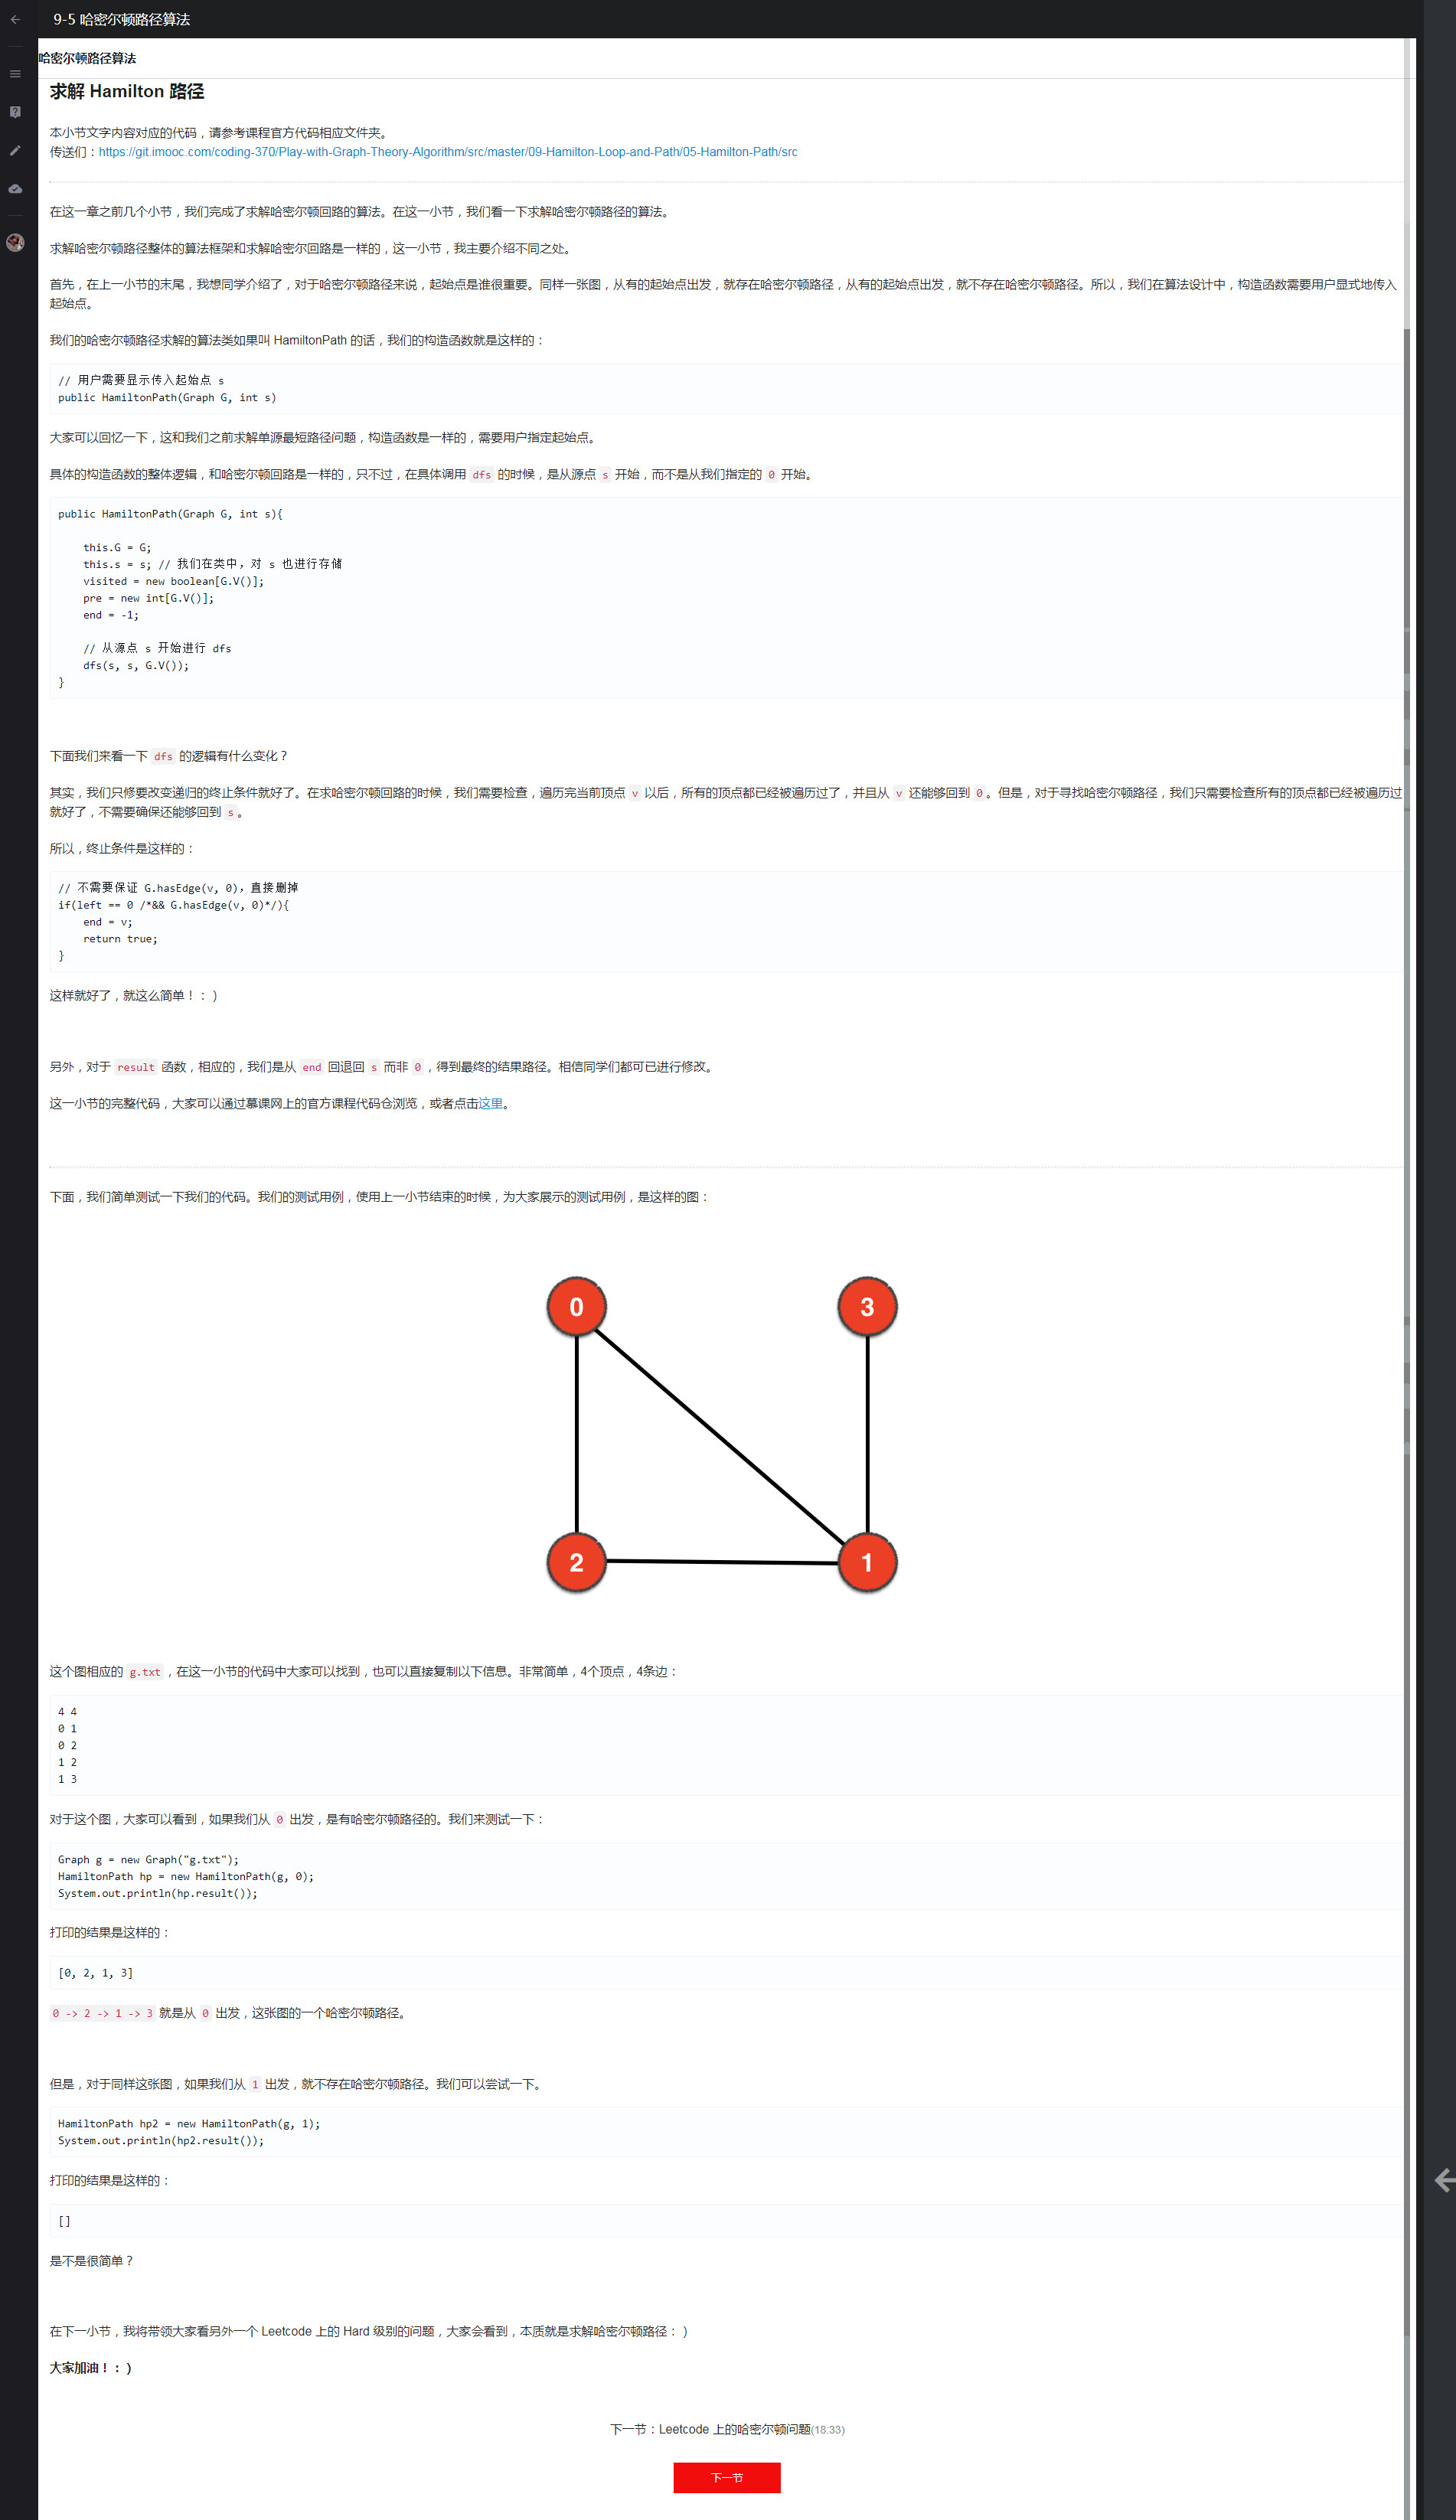 9-5 哈密尔顿路径算法
哈密尔顿路径算法
求解 Hamilton 路径
本小节文字内容对应的代码，请参考课程官方代码相应文件夹。
传送们：https://git.imooc.com/coding-370/Play-with-Graph-Theory-Algorithm/src/master/09-Hamilton-Loop-and-Path/05-Hamilton-Path/src
在这一章之前几个小节，我们完成了求解哈密尔顿回路的算法。在这一小节，我们看一下求解哈密尔顿路径的算法。
求解哈密尔顿路径整体的算法框架和求解哈密尔回路是一样的，这一小节，我主要介绍不同之处。
首先，在上一小节的末尾，我想同学介绍了，对于哈密尔顿路径来说，起始点是谁很重要。同样一张图，从有的起始点出发，就存在哈密尔顿路径，从有的起始点出发，就不存在哈密尔顿路径。所以，我们在算法设计中，构造函数需要用户显式地传入
起始点。
我们的哈密尔顿路径求解的算法类如果叫 HamiltonPath 的话，我们的构造函数就是这样的：
// 用户需要显示传入起始点 s
public HamiltonPath(Graph G, int s)
大家可以回忆一下，这和我们之前求解单源最短路径问题，构造函数是一样的，需要用户指定起始点。
具体的构造函数的整体逻辑，和哈密尔顿回路是一样的，只不过，在具体调用 dfs 的时候，是从源点 s 开始，而不是从我们指定的 0 开始。
public HamiltonPath(Graph G, int s){
this.G = G;
this.s = s; // 我们在类中，对 s 也进行存储
visited = new boolean[G.V()];
pre = new int[G.V()];
end = -1;
// 从源点 s 开始进行 dfs
dfs(s, s, G.V());
}
下面我们来看一下 dfs 的逻辑有什么变化？
其实，我们只修要改变递归的终止条件就好了。在求哈密尔顿回路的时候，我们需要检查，遍历完当前顶点 v 以后，所有的顶点都已经被遍历过了，并且从 v 还能够回到 0 。但是，对于寻找哈密尔顿路径，我们只需要检查所有的顶点都已经被遍历过
就好了，不需要确保还能够回到 s 。
所以，终止条件是这样的：
// 不需要保证 G.hasEdge(v, 0)，直接删掉
if(left == 0 /*&& G.hasEdge(v, 0)*/){
end = v;
return true;
}
这样就好了，就这么简单！：）
另外，对于 result 函数，相应的，我们是从 end 回退回 s 而非 0 ，得到最终的结果路径。相信同学们都可已进行修改。
这一小节的完整代码，大家可以通过慕课网上的官方课程代码仓浏览，或者点击这里。
下面，我们简单测试一下我们的代码。我们的测试用例，使用上一小节结束的时候，为大家展示的测试用例，是这样的图：
0 3
2 1
这个图相应的 g.txt ，在这一小节的代码中大家可以找到，也可以直接复制以下信息。非常简单，4个顶点，4条边：
4 4
0 1
0 2
1 2
1 3
对于这个图，大家可以看到，如果我们从 0 出发，是有哈密尔顿路径的。我们来测试一下：
Graph g = new Graph("g.txt");
HamiltonPath hp = new HamiltonPath(g, 0);
System.out.println(hp.result());
打印的结果是这样的：
[0, 2, 1, 3]
0 -> 2 -> 1 -> 3 就是从 0 出发，这张图的一个哈密尔顿路径。
但是，对于同样这张图，如果我们从 1 出发，就不存在哈密尔顿路径。我们可以尝试一下。
HamiltonPath hp2 = new HamiltonPath(g, 1);
System.out.println(hp2.result());
打印的结果是这样的：
[]
是不是很简单？
在下一小节，我将带领大家看另外一个 Leetcode 上的 Hard 级别的问题，大家会看到，本质就是求解哈密尔顿路径：）
大家加油！：）
下一节：Leetcode 上的哈密尔顿问题(18:33)
下一节